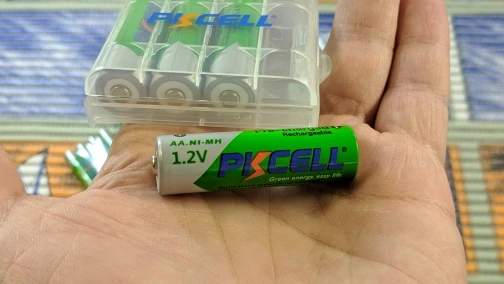 PKCELL
Rechargeable
AA.NI-MH
1.2V
PKCELL
Green energy, easy life